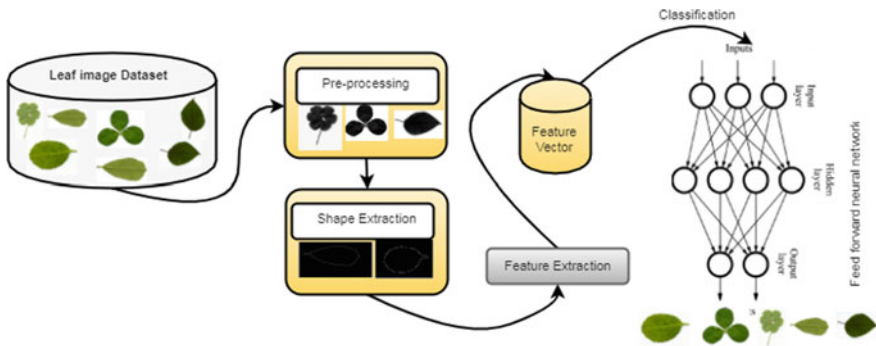 Leaf image Dataset
Pre-processing
Shape Extraction
Feature Extraction
Feature
Vector
Classification
Inputs
Input
layer
Hidden
layer
Output
layer
Feed forward neural network